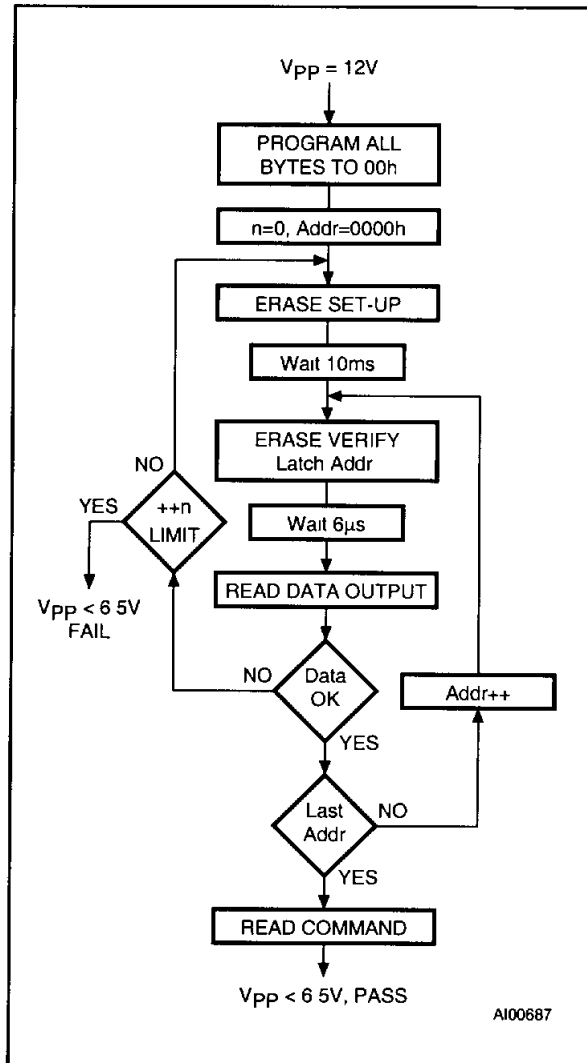 VPP = 12V
PROGRAM ALL
BYTES TO 00h
n=0, Addr=0000h
ERASE SET-UP
Wait 10ms
ERASE VERIFY
Latch Addr
NO
YES
++n
LIMIT
Wait 6µs
VPP < 6 5V
FAIL
READ DATA OUTPUT
NO
Data
OK
Addr++
YES
Last
Addr
NO
YES
READ COMMAND
VPP < 6 5V, PASS
AI00687